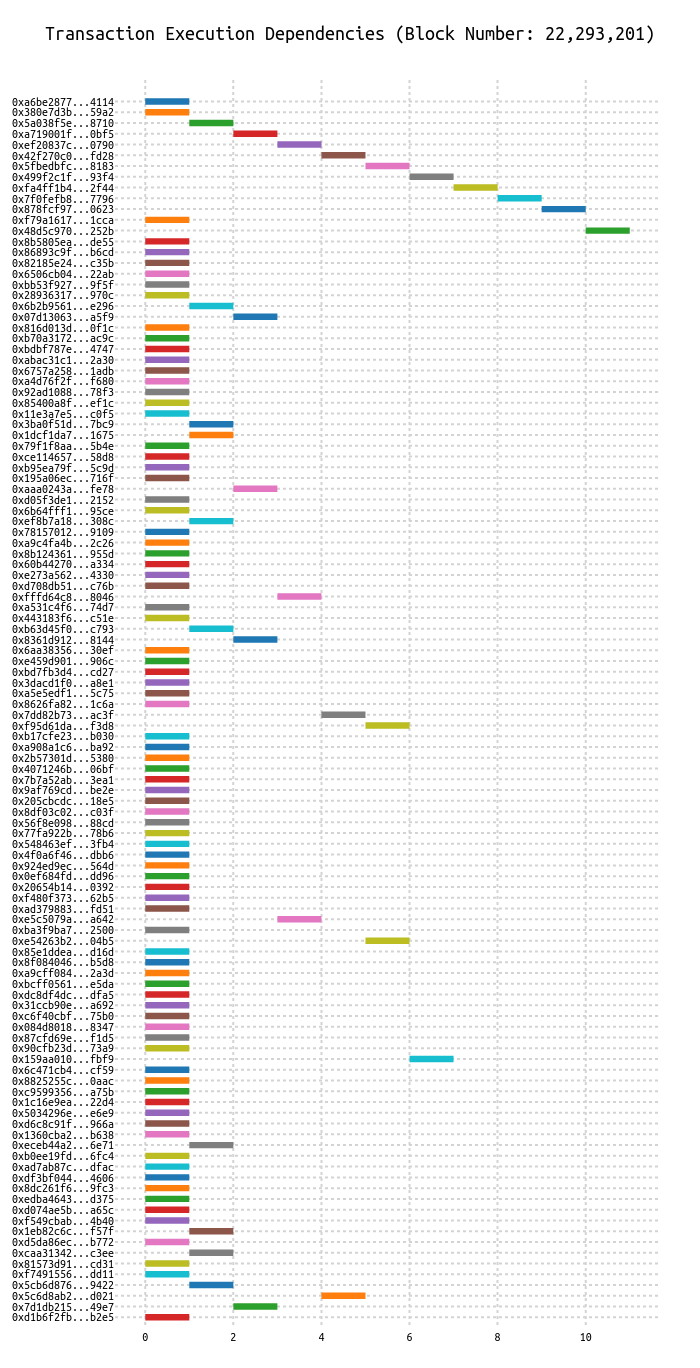 Transaction Execution Dependencies (Block Number: 22,293,201)
0xa6be2877...4114
0x380e7d3b...59a2
0x5a038f5e...8710
0xa719001f...0bf5
0xef20837c...0790
0x42f270c0...fd28
0x5fbedbfc...8183
0x499f2c1f...93f4
0xfa4ff1b4...2f44
0x7f0fefb8...7796
0x878fcf97...0623
0xf79a1617...1cca
0x48d5c970...252b
0x8b5805ea...de55
0x86893c9f...b6cd
0x82185e24...c35b
0x6506cb04...22ab
0xbb53f927...9f5f
0x28936317...970c
0x6b2b9561...e296
0x07d13063...a5f9
0x816d013d...0f1c
0xb70a3172...ac9c
0xbdbf787e...4747
0xabac31c1...2a30
0x6757a258...1adb
0xa4d76f2f...f680
0x92ad1088...78f3
0x85400a8f...ef1c
0x11e3a7e5...c0f5
0x3ba0f51d...7bc9
0x1dcf1da7...1675
0x79f1f8aa...5b4e
0xce114657...58d8
0xb95ea79f...5c9d
0x195a06ec...716f
0xaaa0243a...fe78
0xd05f3de1...2152
0x6b64fff1...95ce
0xef8b7a18...308c
0x78157012...9109
0xa9c4fa4b...2c26
0x8b124361...955d
0x60b44270...a334
0xe273a562...4330
0xd708db51...c76b
0xfffd64c8...8046
0xa531c4f6...74d7
0x443183f6...c51e
0xb63d45f0...c793
0x8361d912...8144
0x6aa38356...30ef
0xe459d901...906c
0xbd7fb3d4...cd27
0x3dacd1f0...a8e1
0xa5e5edf1...5c75
0x8626fa82...1c6a
0x7dd82b73...ac3f
0xf95d61da...f3d8
0xb17cfe23...b030
0xa908a1c6...ba92
0x2b57301d...5380
0x4071246b...06bf
0x7b7a52ab...3ea1
0x9af769cd...be2e
0x205cbcdc...18e5
0x8df03c02...c03f
0x56f8e098...88cd
0x77fa922b...78b6
0x548463ef...3fb4
0x4f0a6f46...dbb6
0x924ed9ec...564d
0x0ef684fd...dd96
0x20654b14...0392
0xf480f373...62b5
0xad379883...fd51
0xe5c5079a...a642
0xba3f9ba7...2500
0xe54263b2...04b5
0x85e1ddea...d16d
0x8f084046...b5d8
0xa9cff084...2a3d
0xbcff0561...e5da
0xdc8df4dc...dfa5
0x31ccb90e...a692
0xc6f40cbf...75b0
0x084d8018...8347
0x87cfd69e...f1d5
0x90cfb23d...73a9
0x159aa010...fbf9
0x6c471cb4...cf59
0x8825255c...0aac
0xc9599356...a75b
0x1c16e9ea...22d4
0x5034296e...e6e9
0xd6c8c91f...966a
0x1360cba2...b638
0xeceb44a2...6e71
0xb0ee19fd...6fc4
0xad7ab87c...dfac
0xdf3bf044...4606
0x8dc261f6...9fc3
0xedba4643...d375
0xd074ae5b...a65c
0xf549cbab...4b40
0x1eb82c6c...f57f
0xd5da86ec...b772
0xcaa31342...c3ee
0x81573d91...cd31
0xf7491556...dd11
0x5cb6d876...9422
0x5c6d8ab2...d021
0x7d1db215...49e7
0xd1b6f2fb...b2e5
0 2 4 6 8 10